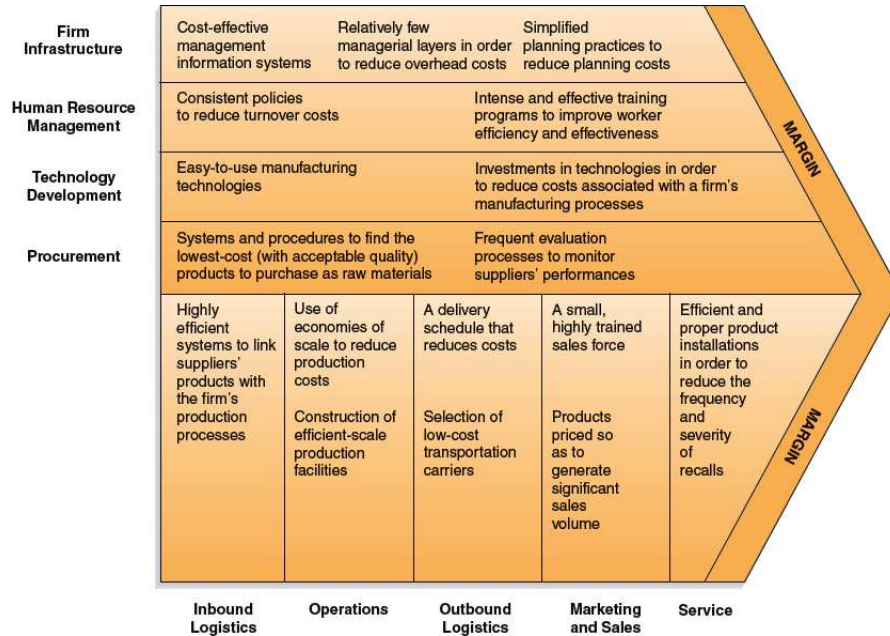 Firm
Infrastructure
Cost-effective
management
information systems
Relatively few
managerial layers in order
to reduce overhead costs
Simplified
planning practices to
reduce planning costs
Human Resource
Management
Consistent policies
to reduce turnover costs
Intense and effective training
programs to improve worker
efficiency and effectiveness
Technology
Development
Easy-to-use manufacturing
technologies
Investments in technologies in order
to reduce costs associated with a firm's
manufacturing processes
MARGIN
Procurement
Systems and procedures to find the
lowest-cost (with acceptable quality)
products to purchase as raw materials
Frequent evaluation
processes to monitor
suppliers' performances
Highly
efficient
systems to link
suppliers'
products with
the firm's
production
processes
Use of
economies of
scale to reduce
production
costs
Construction of
efficient-scale
production
facilities
A delivery
schedule that
reduces costs
Selection of
low-cost
transportation
carriers
A small,
highly trained
sales force
Products
priced so
as to
generate
significant
sales
volume
Efficient and
proper product
installations
in order to
reduce the
frequency
and
severity
of
recalls
MARGIN
Inbound
Logistics
Operations
Outbound
Logistics
Marketing
and Sales
Service